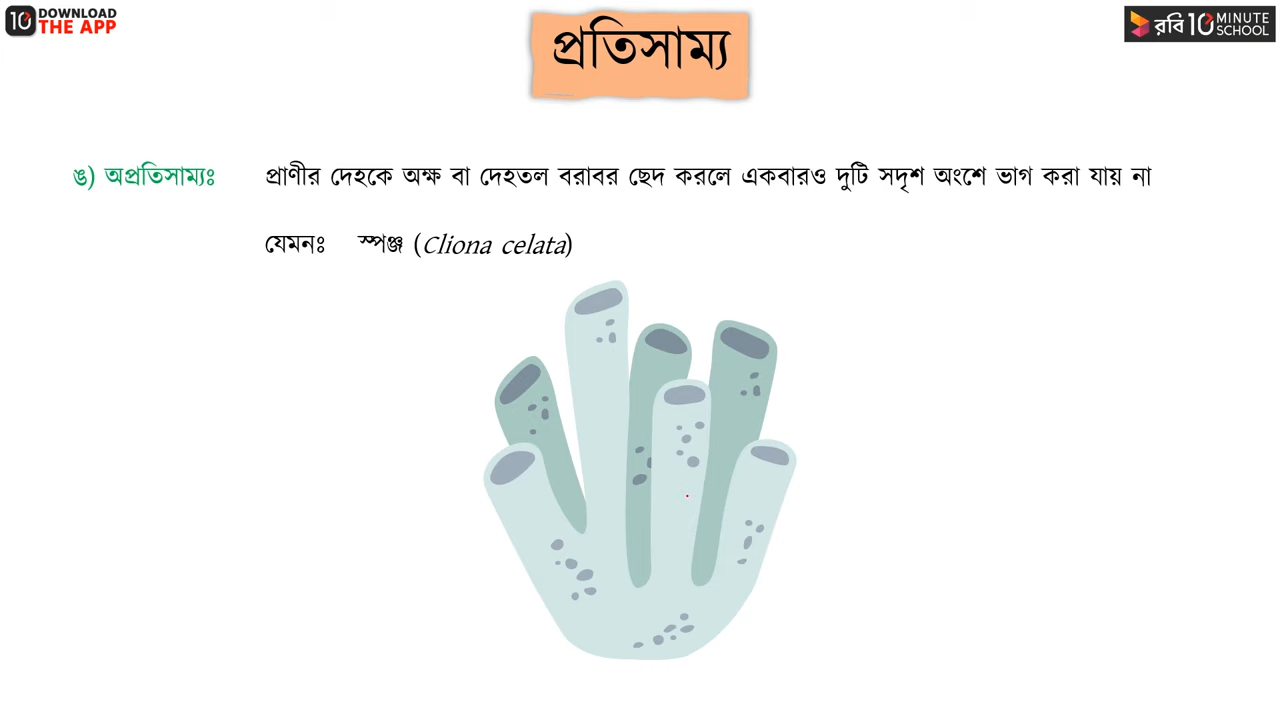 10 DOWNLOAD
THE APP
প্রতিসাম্য
রবি 10 MINUTE
SCHOOL
ঙ) অপ্রতিসাম্যঃ প্রাণীর দেহকে অক্ষ বা দেহতল বরাবর ছেদ করলে একবারও দুটি সদৃশ অংশে ভাগ করা যায় না
যেমনঃ স্পঞ্জ (Cliona celata)